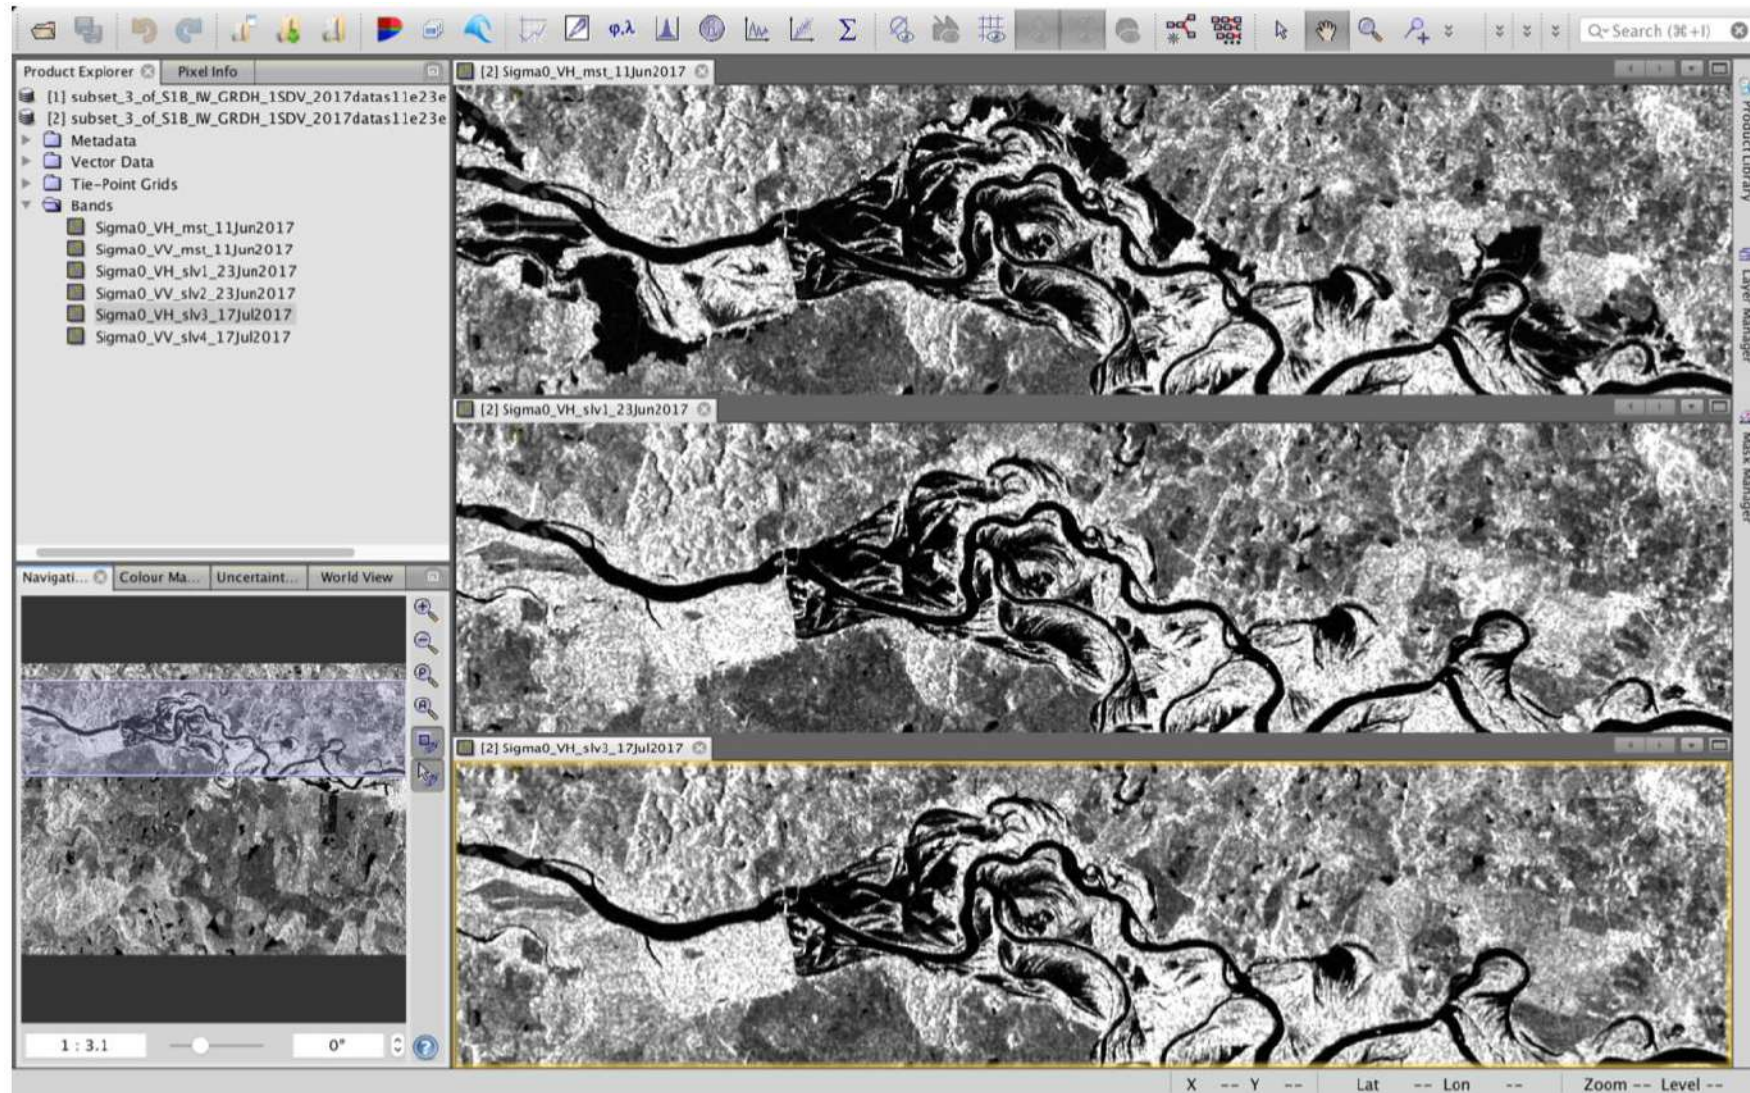 φ,λ
Σ
Search (⌘+I)
Product Explorer
Pixel Info
[1] subset_3_of_S1B_IW_GRDH_1SDV_2017datas11e23e
[2] subset_3_of_S1B_IW_GRDH_1SDV_2017datas11e23e
Metadata
Vector Data
Tie-Point Grids
Bands
Sigma0_VH_mst_11Jun2017
Sigma0_VV_mst_11Jun2017
Sigma0_VH_slv1_23Jun2017
Sigma0_VV_slv2_23Jun2017
Sigma0_VH_slv3_17Jul2017
Sigma0_VV_slv4_17Jul2017
Navigati...
Colour Ma...
Uncertaint...
World View
1 : 3.1
0°
[2] Sigma0_VH_mst_11Jun2017
[2] Sigma0_VH_slv1_23Jun2017
[2] Sigma0_VH_slv3_17Jul2017
Product Library
Layer Manager
Mask Manager
X -- Y -- Lat -- Lon -- Zoom -- Level --